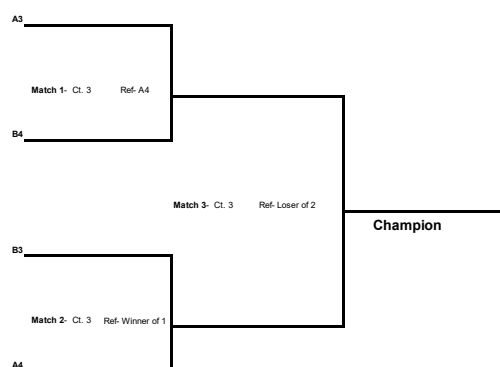 A3
Match 1- Ct. 3 Ref- A4
B4
Match 3- Ct. 3 Ref- Loser of 2
Champion
B3
Match 2- Ct. 3 Ref- Winner of 1
A4